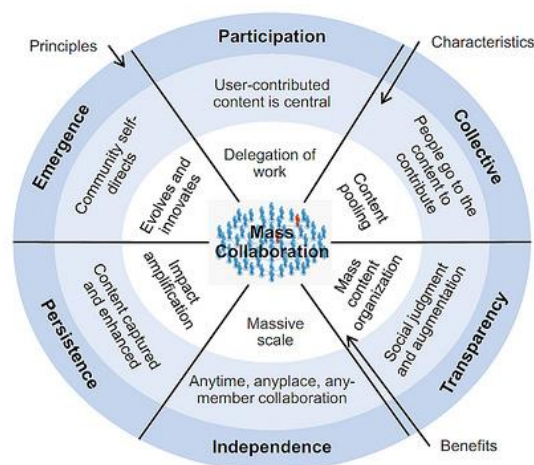 Principles
Participation
Characteristics
User-contributed
content is central
Emergence
Community self-
directs
Evolves and
innovates
Delegation of
work
Content
pooling
People go to the
content to
contribute
Collective
Mass
Collaboration
Persistence
Content captured
and enhanced
Impact
amplification
Massive
scale
Mass
content
organization
Social judgment
and augmentation
Transparency
Anytime, anyplace, any-
member collaboration
Independence
Benefits